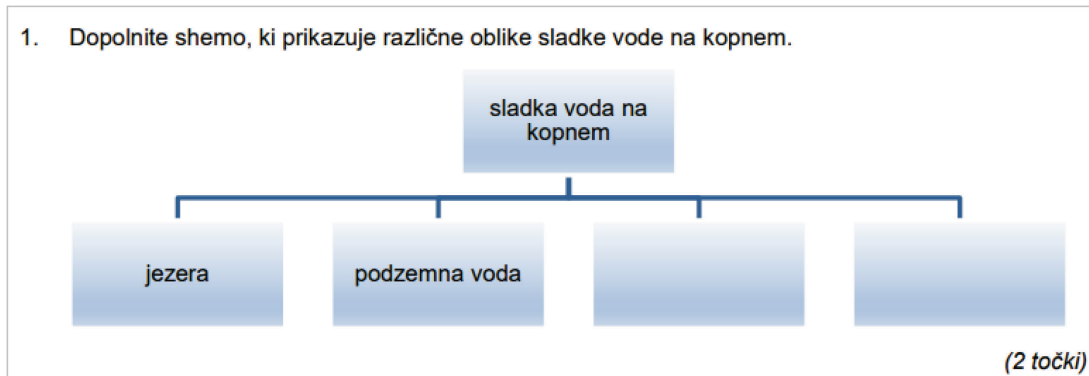 1. Dopolnite shemo, ki prikazuje različne oblike sladke vode na kopnem.
sladka voda na
kopnem
jezera
podzemna voda
(2 točki)